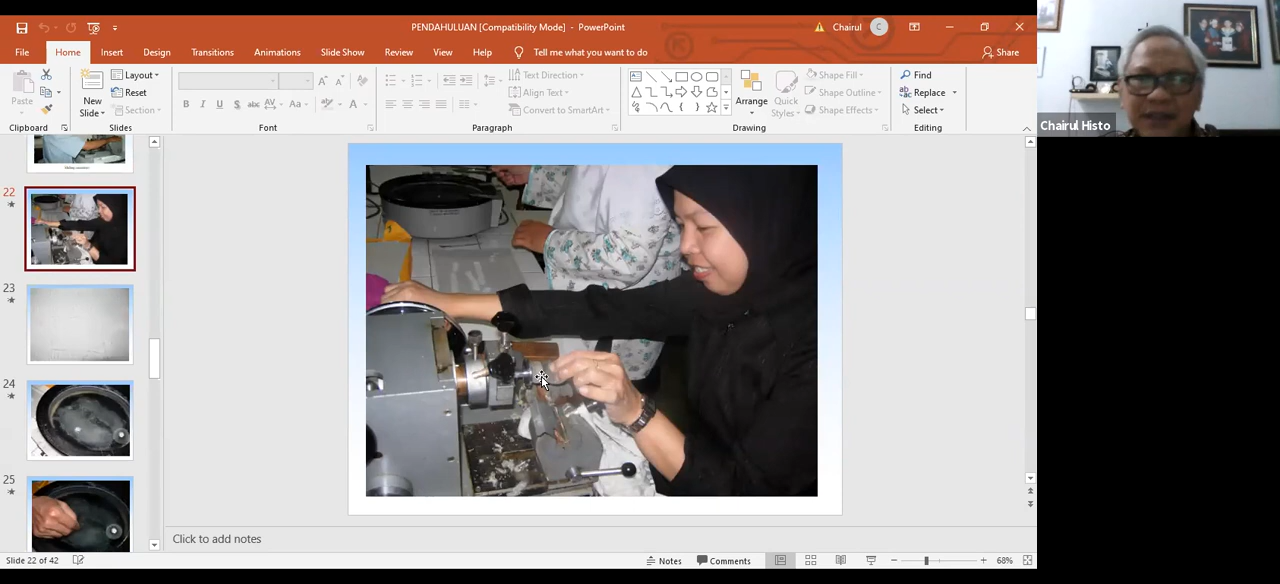 PENDAHULUAN [Compatibility Mode] - PowerPoint
Chairul
C
File Home Insert Design Transitions Animations Slide Show Review View Help Tell me what you want to do
Share
Paste
New Slide
Layout
Reset
Section
B I U S abc AV Aa A A A
Text Direction
Align Text
Convert to SmartArt
Arrange
Quick Styles
Shape Fill
Shape Outline
Shape Effects
Find
Replace
Select
Clipboard Slides Font Paragraph Drawing Editing
Chairul Histo
22
23
24
25
Click to add notes
Slide 22 of 42
Notes
Comments
68%